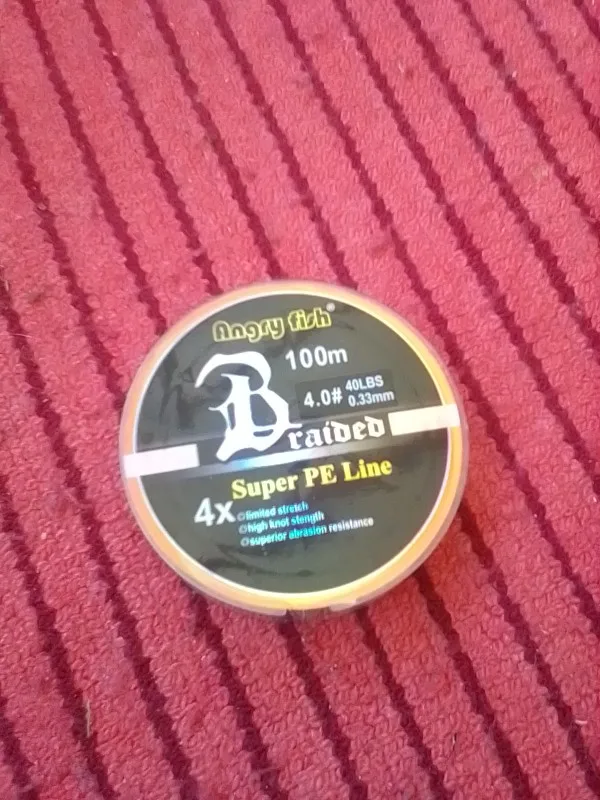 Angry fish®
100m
4.0# 40LBS
0.33mm
Braided
Super PE Line
4x
limited stretch
high knot stength
superior abrasion resistance